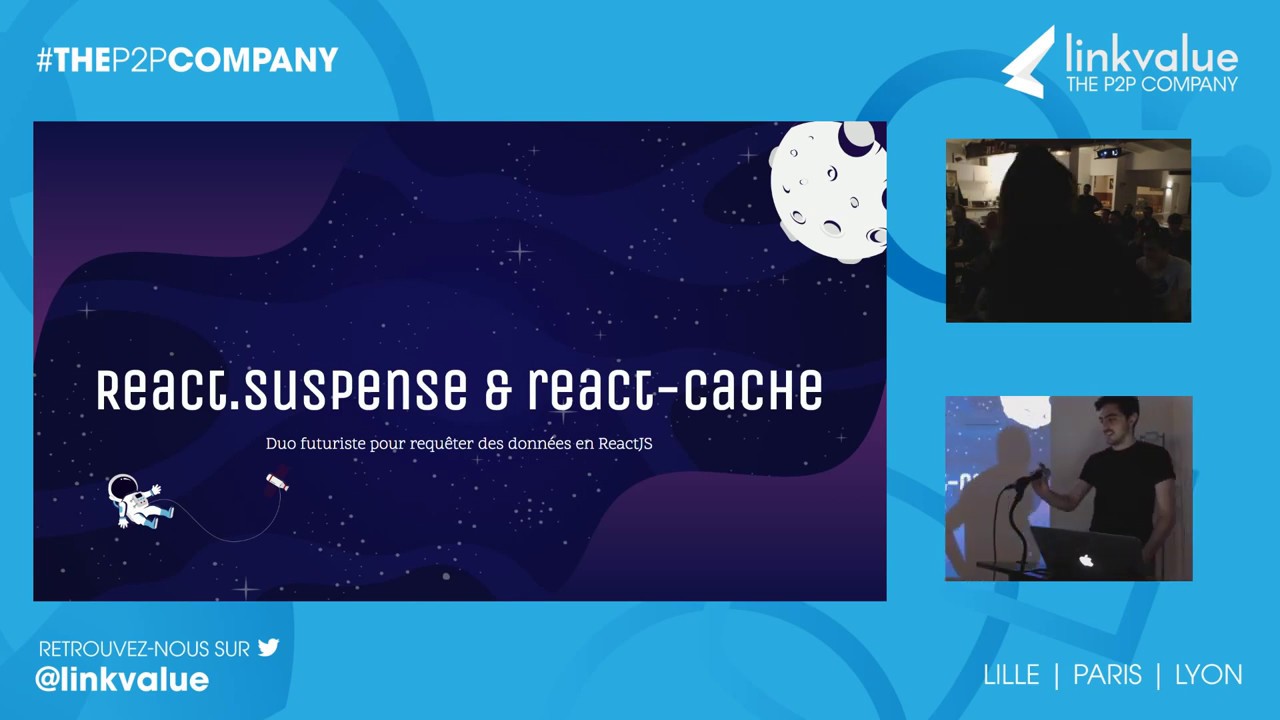 #THEP2PCOMPANY
linkvalue
THE P2P COMPANY
React.Suspense & react-cache
Duo futuriste pour requêter des données en ReactJS
RETROUVEZ-NOUS SUR
@linkvalue
LILLE | PARIS | LYON